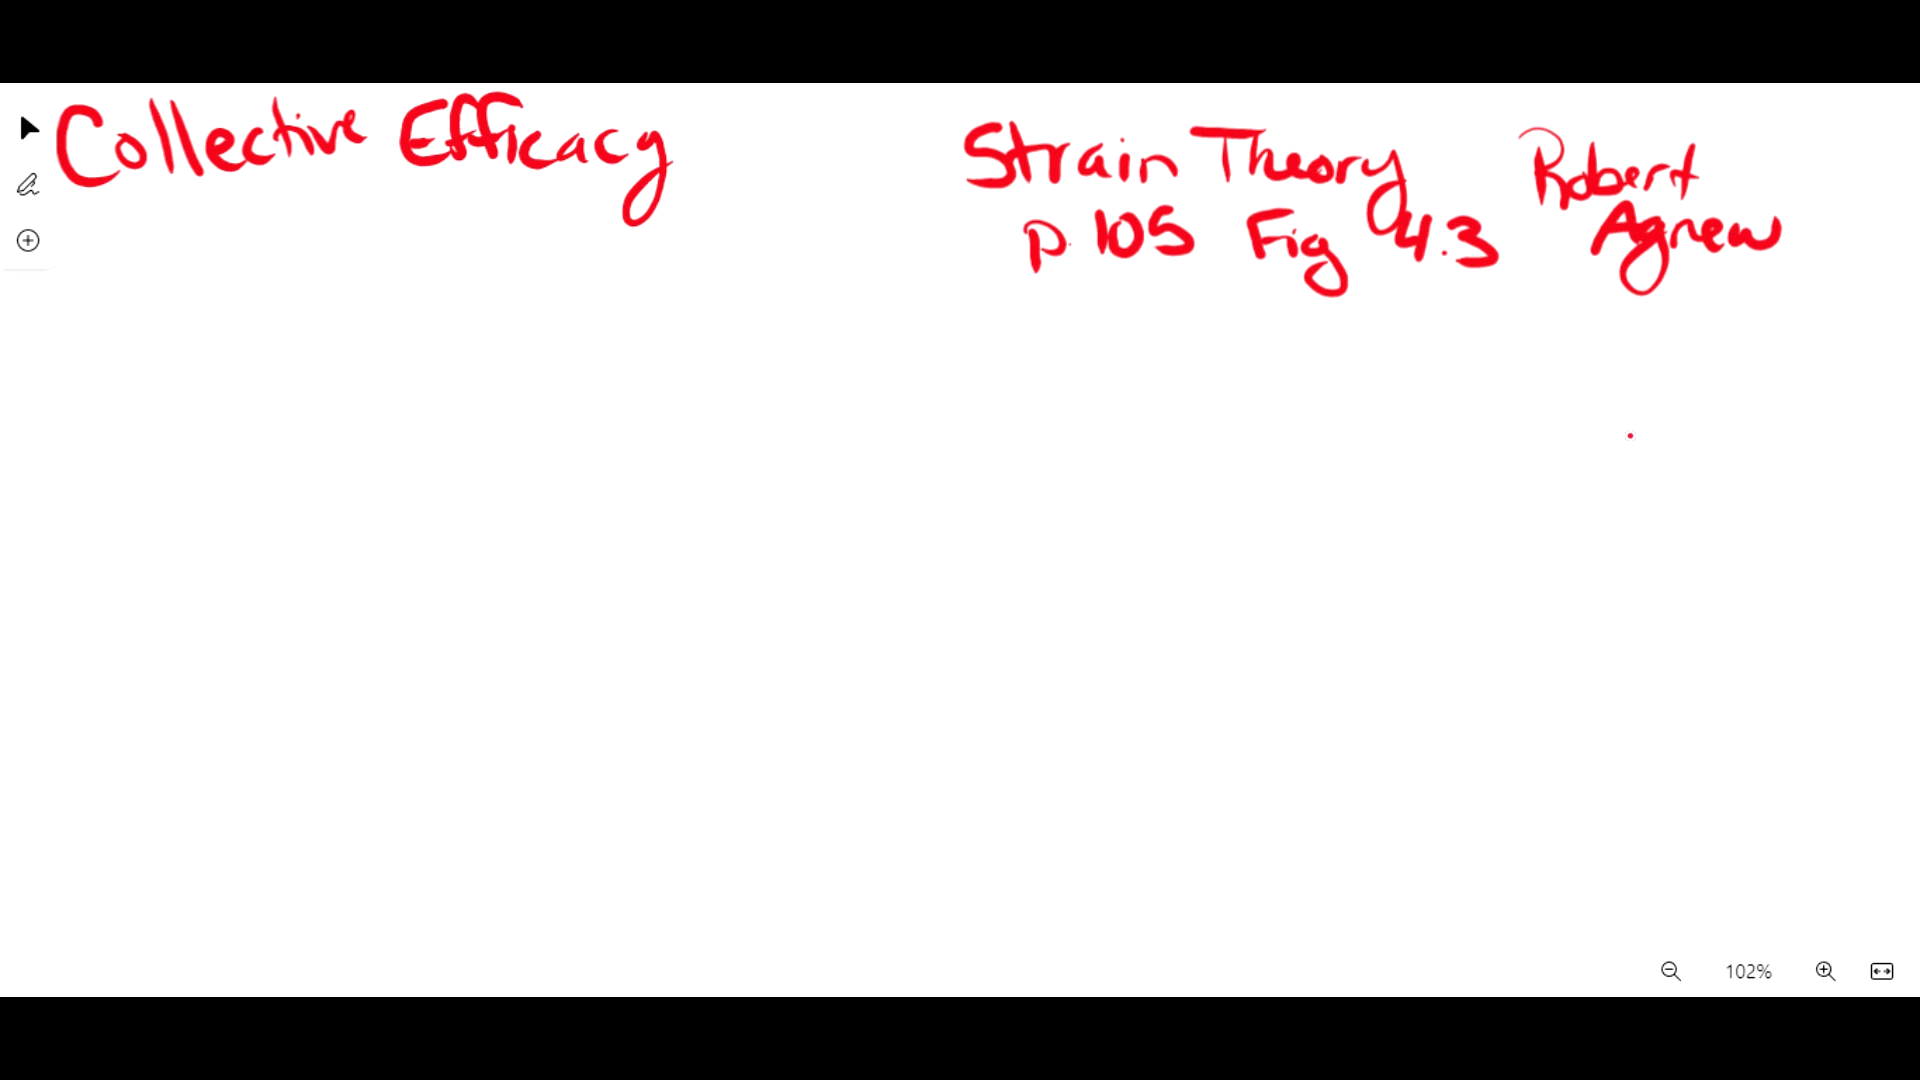 Collective Efficacy
Strain Theory Robert
p. 105 Fig 4.3 Agnew
102%